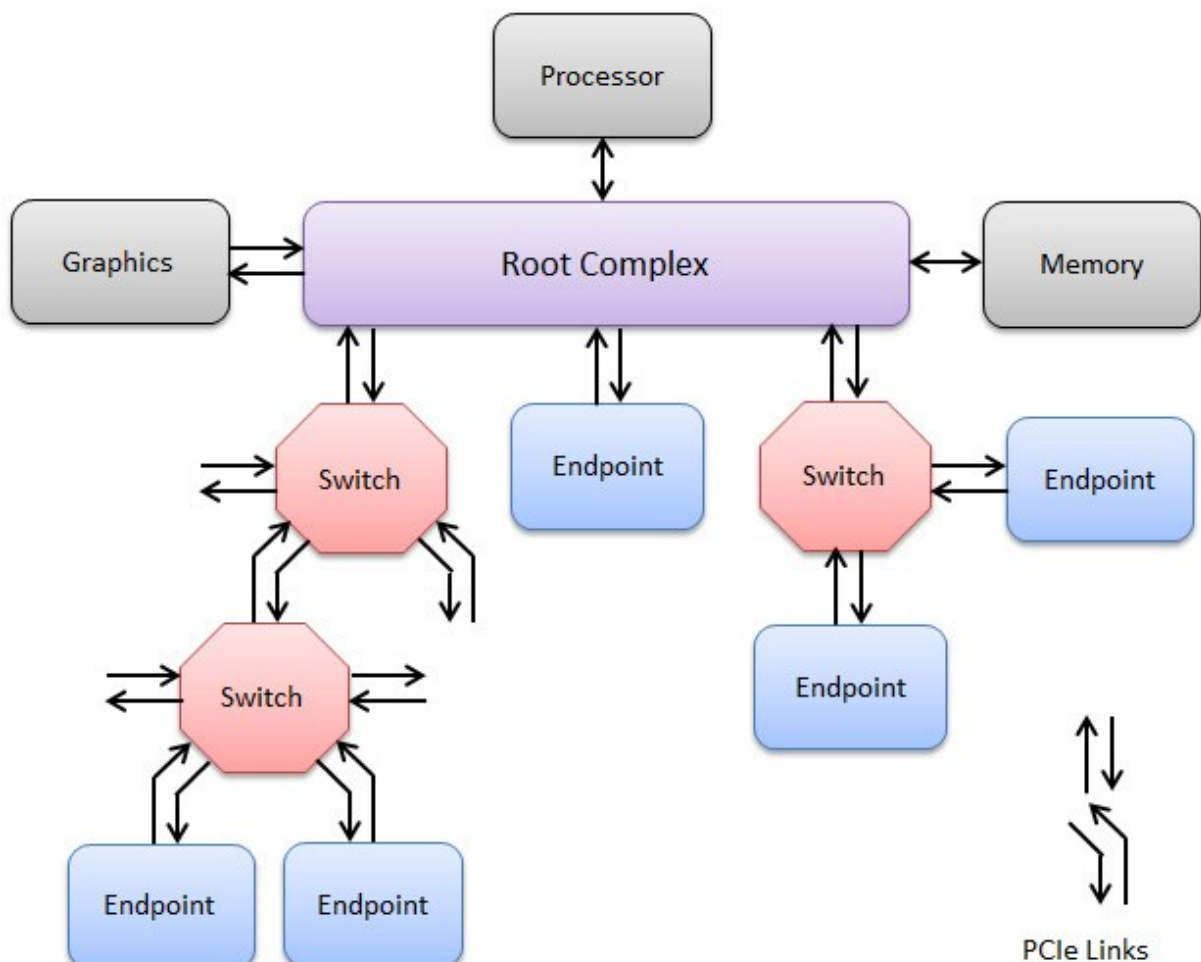 Processor
Graphics
Root Complex
Memory
Switch
Endpoint
Switch
Endpoint
Switch
Endpoint
Endpoint
Endpoint
PCIe Links